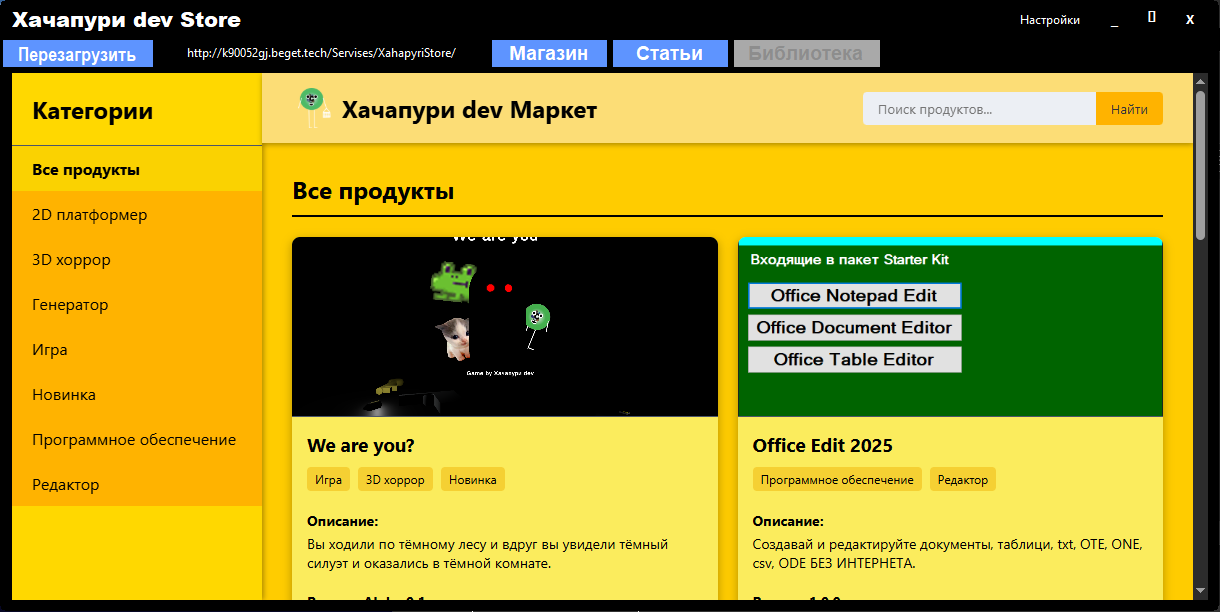 Хачапури dev Store
Настройки
_
X
Перезагрузить
http://k90052gj.beget.tech/Servises/XahapyriStore/
Магазин
Статьи
Библиотека
Категории
Все продукты
2D платформер
3D хоррор
Генератор
Игра
Новинка
Программное обеспечение
Редактор
Хачапури dev Маркет
Поиск продуктов...
Найти
Все продукты
We are you
Game by Хачапури dev
We are you?
Игра
3D хоррор
Новинка
Описание:
Вы ходили по тёмному лесу и вдруг вы увидели тёмный
силуэт и оказались в тёмной комнате.
Входящие в пакет Starter Kit
Office Notepad Edit
Office Document Editor
Office Table Editor
Office Edit 2025
Программное обеспечение
Редактор
Описание:
Создавай и редактируйте документы, таблици, txt, OTE, ONE,
csv, ODE БЕЗ ИНТЕРНЕТА.